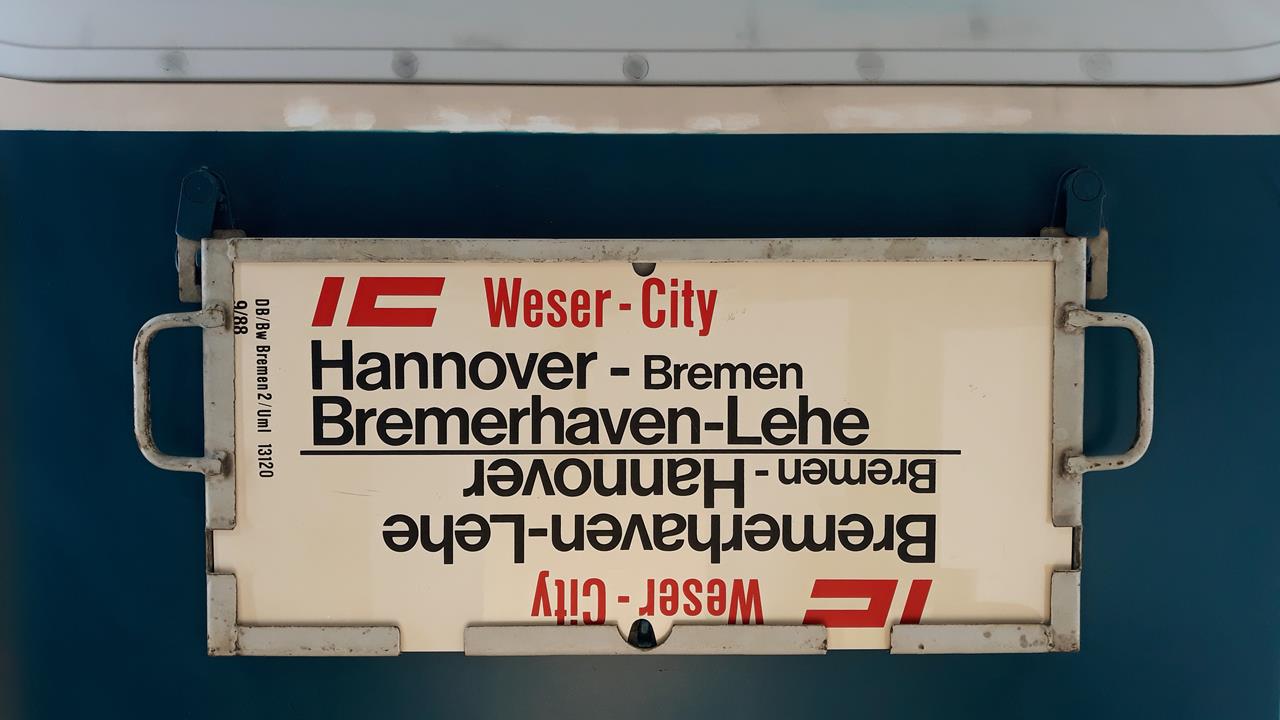 IC Weser-City
Hannover - Bremen
Bremerhaven-Lehe
Bremerhaven-Lehe
Bremen - Hannover
IC Weser-City
DB/Bw Bremen 2/Uml 13120
9/88